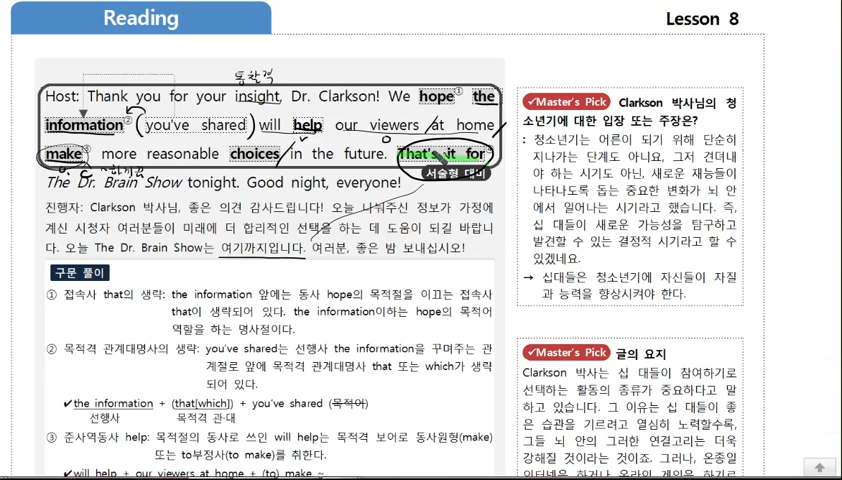 Reading
Lesson 8
통찰력
Host: Thank you for your insight, Dr. Clarkson! We hope① the
information② (you've shared) will help our viewers at home
make③ more reasonable choices in the future. That's it for
서술형 대비
The Dr. Brain Show tonight. Good night, everyone!
진행자: Clarkson 박사님, 좋은 의견 감사드립니다! 오늘 나눠주신 정보가 가정에
계신 시청자 여러분들이 미래에 더 합리적인 선택을 하는 데 도움이 되길 바랍니
다. 오늘 The Dr. Brain Show는 여기까지입니다. 여러분, 좋은 밤 보내십시오!
구문 풀이
① 접속사 that의 생략: the information 앞에는 동사 hope의 목적절을 이끄는 접속사
that이 생략되어 있다. the information이하는 hope의 목적어
역할을 하는 명사절이다.
② 목적격 관계대명사의 생략: you've share는 선행사 the information을 꾸며주는 관
계절로 앞에 목적격 관계대명사 that 또는 which가 생략
되어 있다.
✔the information + (that[which]) + you've shared (목적어)
선행사 목적격 관·대
③ 준사역동사 help: 목적절의 동사로 쓰인 will help는 목적격 보어로 동사원형(make)
또는 to부정사(to make)를 취한다.
✔will help + our viewers at home + (to) make ~
✔Master's Pick Clarkson 박사님의 청
소년기에 대한 입장 또는 주장은?
: 청소년기는 어른이 되기 위해 단순히
지나가는 단계도 아니요, 그저 견뎌내
야 하는 시기도 아닌, 새로운 재능들이
나타나도록 돕는 중요한 변화가 뇌 안
에서 일어나는 시기라고 했습니다. 즉,
십 대들이 새로운 가능성을 탐구하고
발견할 수 있는 결정적 시기라고 할 수
있겠네요.
→ 십대들은 청소년기에 자신들이 자질
과 능력을 향상시켜야 한다.
✔Master's Pick 글의 요지
Clarkson 박사는 십 대들이 참여하기로
선택하는 활동의 종류가 중요하다고 말
하고 있습니다. 그 이유는 십 대들이 좋
은 습관을 기르려고 열심히 노력할수록,
그들 뇌 안의 그러한 연결고리는 더욱
강해질 것이라는 것이죠. 그러나, 온종일
인터넷을 하거나 온라인 게임을 하기로